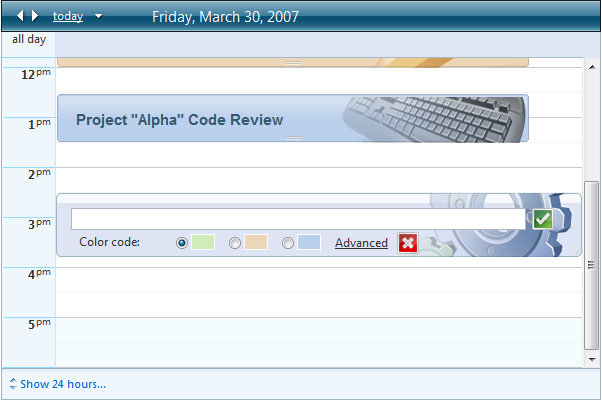 today Friday, March 30, 2007
all day
12 pm
1 pm
Project "Alpha" Code Review
2 pm
3 pm
Color code: Advanced
4 pm
5 pm
Show 24 hours...